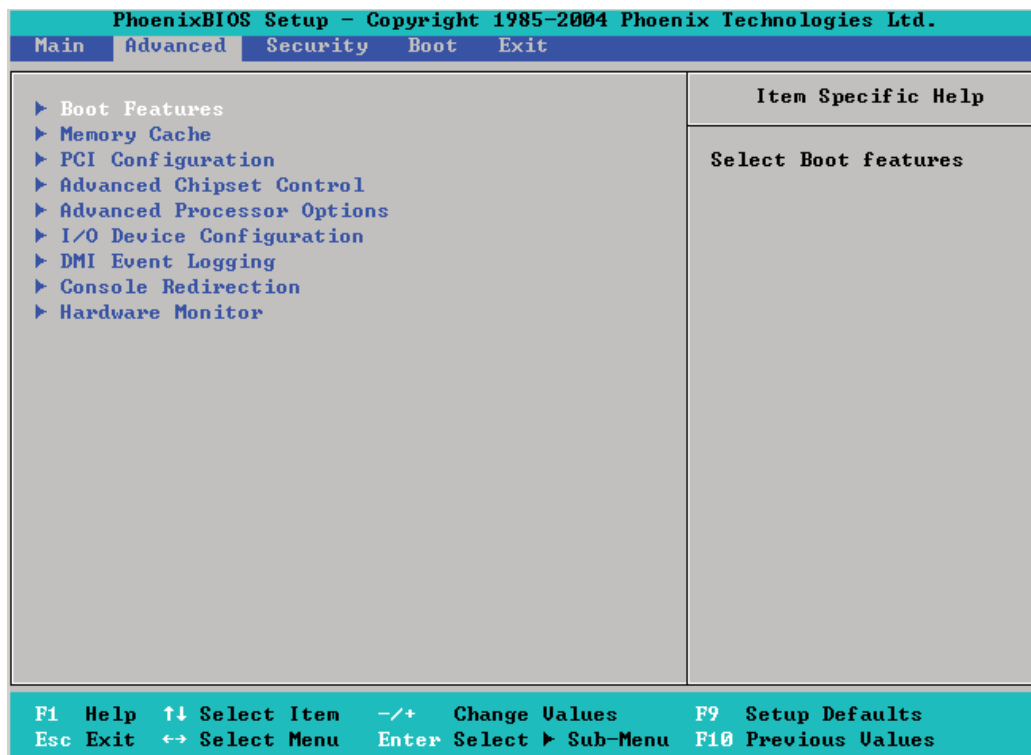 PhoenixBIOS Setup – Copyright 1985-2004 Phoenix Technologies Ltd.
Main Advanced Security Boot Exit
▶ Boot Features
▶ Memory Cache
▶ PCI Configuration
▶ Advanced Chipset Control
▶ Advanced Processor Options
▶ I/O Device Configuration
▶ DMI Event Logging
▶ Console Redirection
▶ Hardware Monitor
Item Specific Help
Select Boot features
F1 Help ↑↓ Select Item -/+ Change Values F9 Setup Defaults
Esc Exit ↔ Select Menu Enter Select ▶ Sub-Menu F10 Previous Values